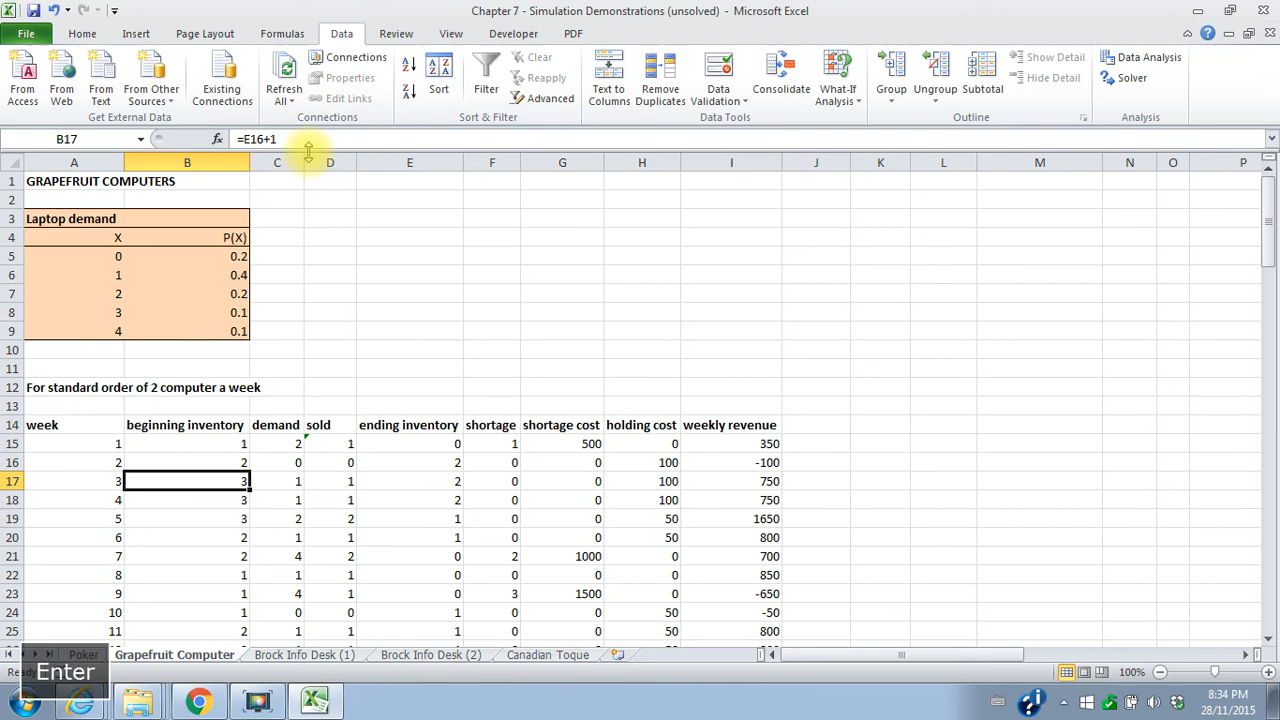 Chapter 7 - Simulation Demonstrations (unsolved) - Microsoft Excel
File Home Insert Page Layout Formulas Data Review View Developer PDF
From Access
From Web
From Text
From Other Sources
Existing Connections
Get External Data
Refresh All
Connections
Properties
Edit Links
Connections
Sort
Filter
Clear
Reapply
Advanced
Sort & Filter
Text to Columns
Remove Duplicates
Data Validation
Consolidate
What-If Analysis
Data Tools
Group
Ungroup
Subtotal
Show Detail
Hide Detail
Outline
Data Analysis
Solver
Analysis
B17 fx =E16+1
A B C D E F G H I J K L M N O P
1 GRAPEFRUIT COMPUTERS
2
3 Laptop demand
4 X P(X)
5 0 0.2
6 1 0.4
7 2 0.2
8 3 0.1
9 4 0.1
10
11
12 For standard order of 2 computer a week
13
14 week beginning inventory demand sold ending inventory shortage shortage cost holding cost weekly revenue
15 1 1 2 1 0 1 500 0 350
16 2 2 0 0 2 0 0 100 -100
17 3 3 1 1 2 0 0 100 750
18 4 3 1 1 2 0 0 100 750
19 5 3 2 2 1 0 0 50 1650
20 6 2 1 1 1 0 0 50 800
21 7 2 4 2 0 2 1000 0 700
22 8 1 1 1 0 0 0 0 850
23 9 1 4 1 0 3 1500 0 -650
24 10 1 0 0 1 0 0 50 -50
25 11 2 1 1 1 0 0 50 800
Poker Grapefruit Computer Brock Info Desk (1) Brock Info Desk (2) Canadian Toque
Enter
100%
8:34 PM
28/11/2015